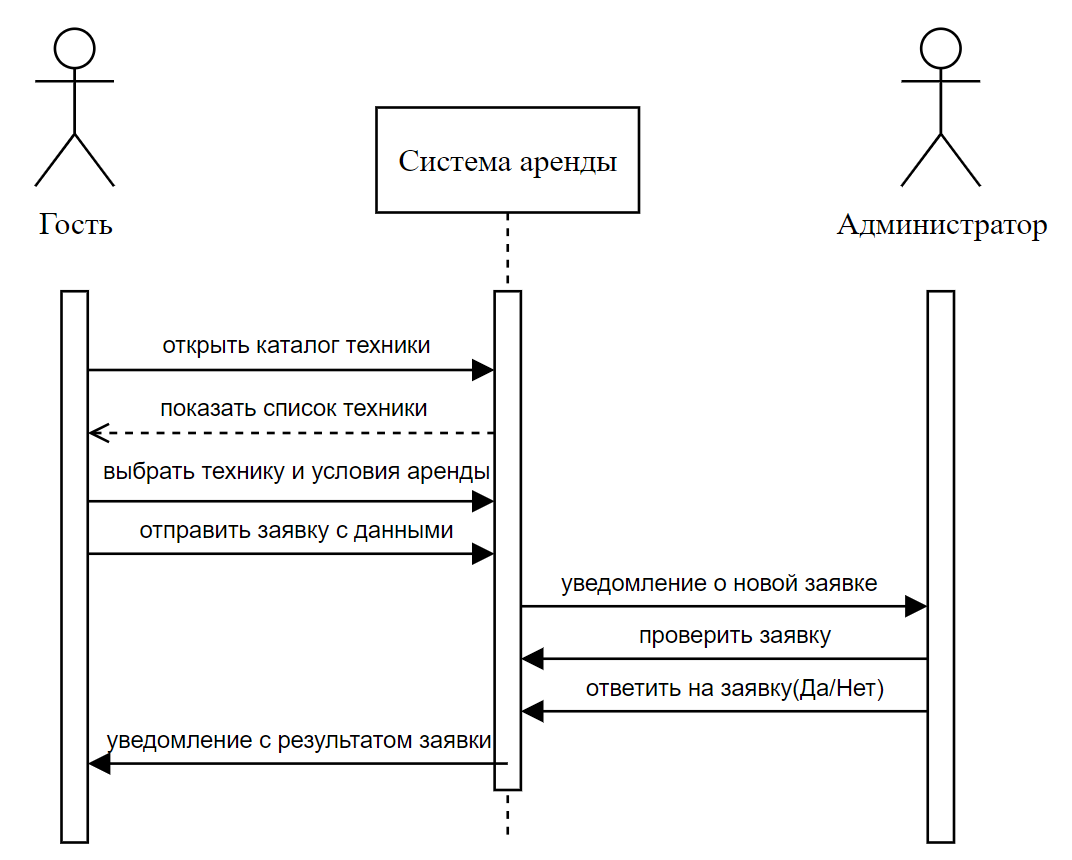 Система аренды
Гость
Администратор
открыть каталог техники
показать список техники
выбрать технику и условия аренды
отправить заявку с данными
уведомление о новой заявке
проверить заявку
ответить на заявку(Да/Нет)
уведомление с результатом заявки